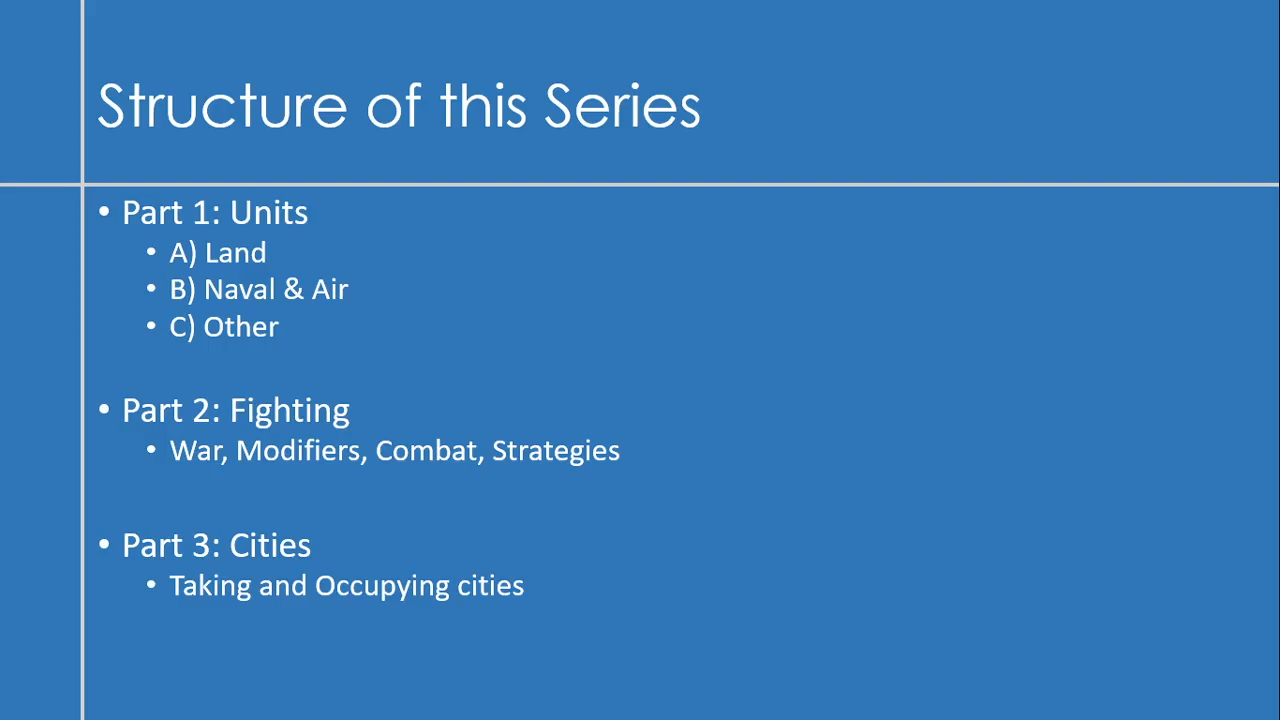 Structure of this Series
• Part 1: Units
• A) Land
• B) Naval & Air
• C) Other
• Part 2: Fighting
• War, Modifiers, Combat, Strategies
• Part 3: Cities
• Taking and Occupying cities